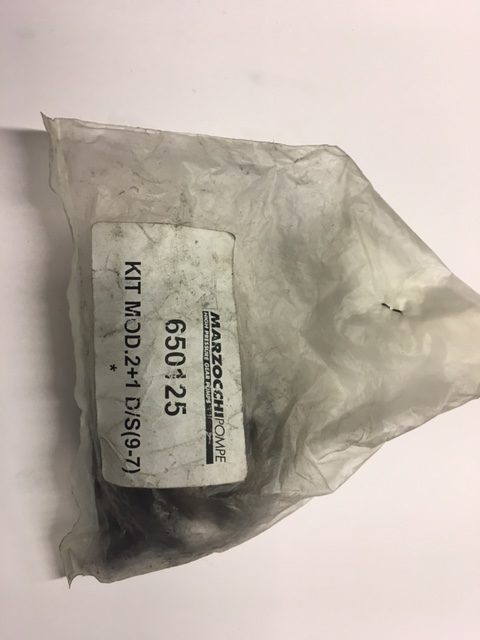 MARZOCCHIPOMPE
HIGH PRESSURE GEAR PUMPS
650125
KIT MOD.2+1 D/S(9-7)
*